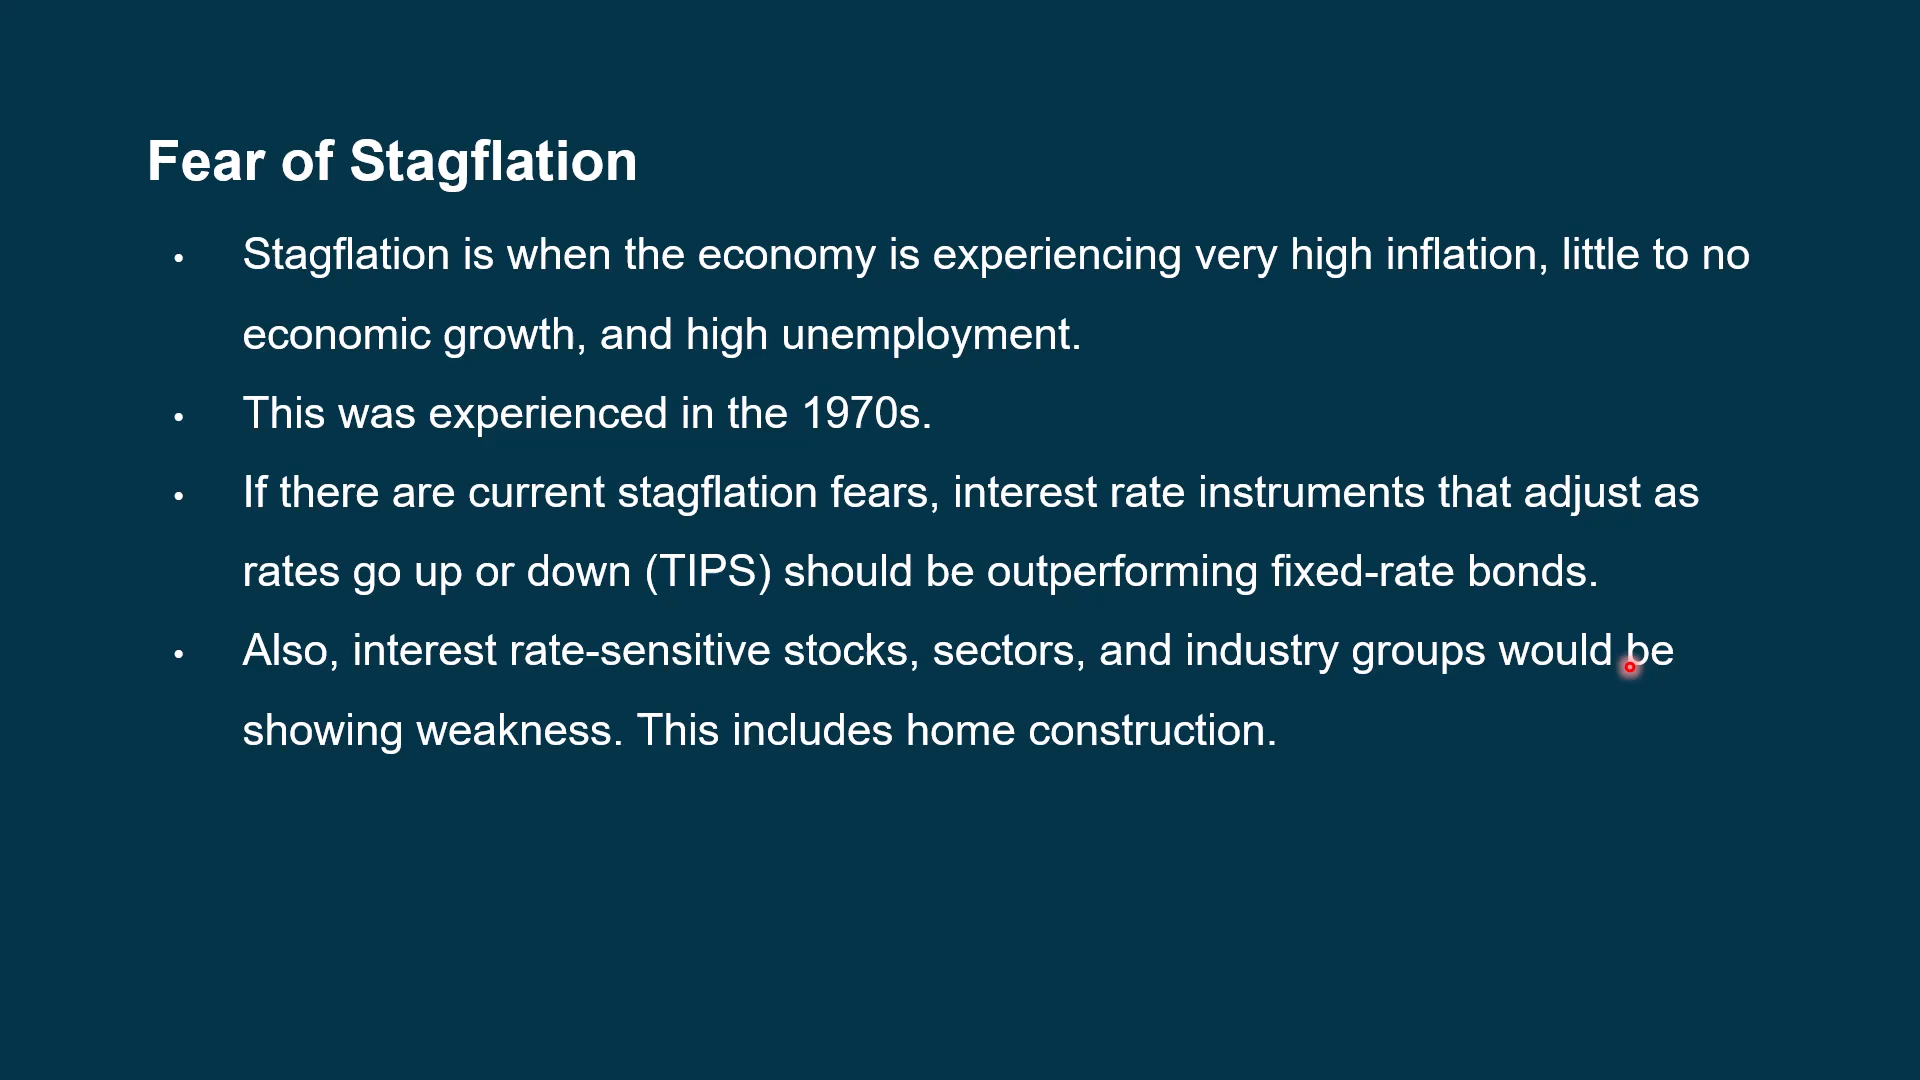 Fear of Stagflation
• Stagflation is when the economy is experiencing very high inflation, little to no
economic growth, and high unemployment.
• This was experienced in the 1970s.
• If there are current stagflation fears, interest rate instruments that adjust as
rates go up or down (TIPS) should be outperforming fixed-rate bonds.
• Also, interest rate-sensitive stocks, sectors, and industry groups would be
showing weakness. This includes home construction.